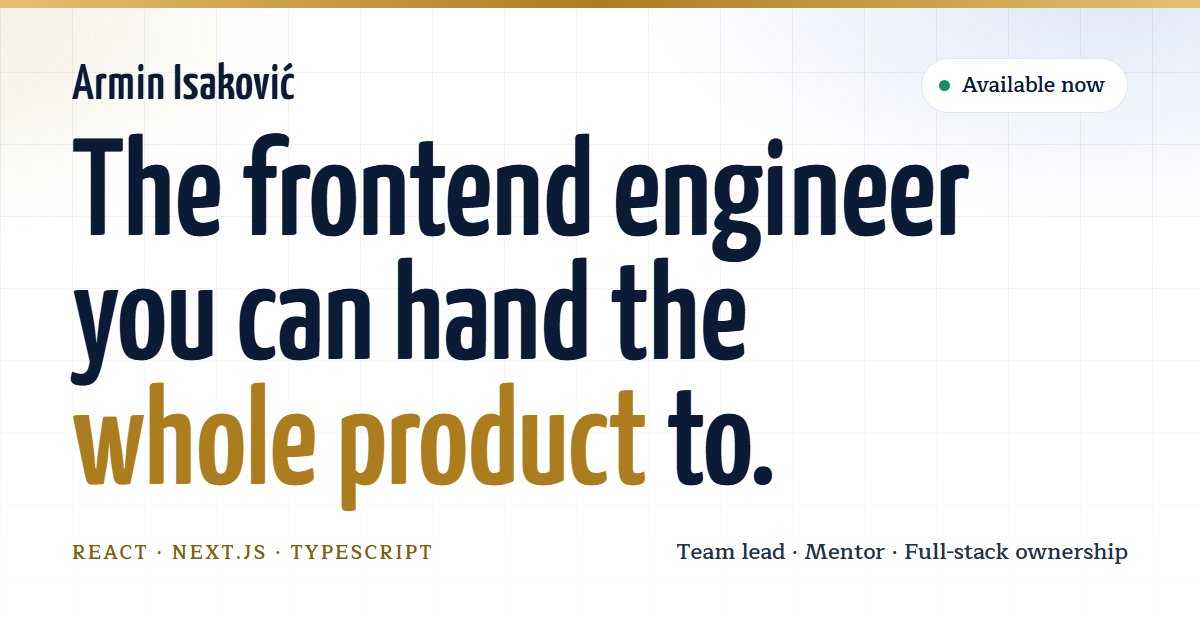 Armin Isaković
Available now
The frontend engineer
you can hand the
whole product to.
REACT · NEXT.JS · TYPESCRIPT
Team lead · Mentor · Full-stack ownership